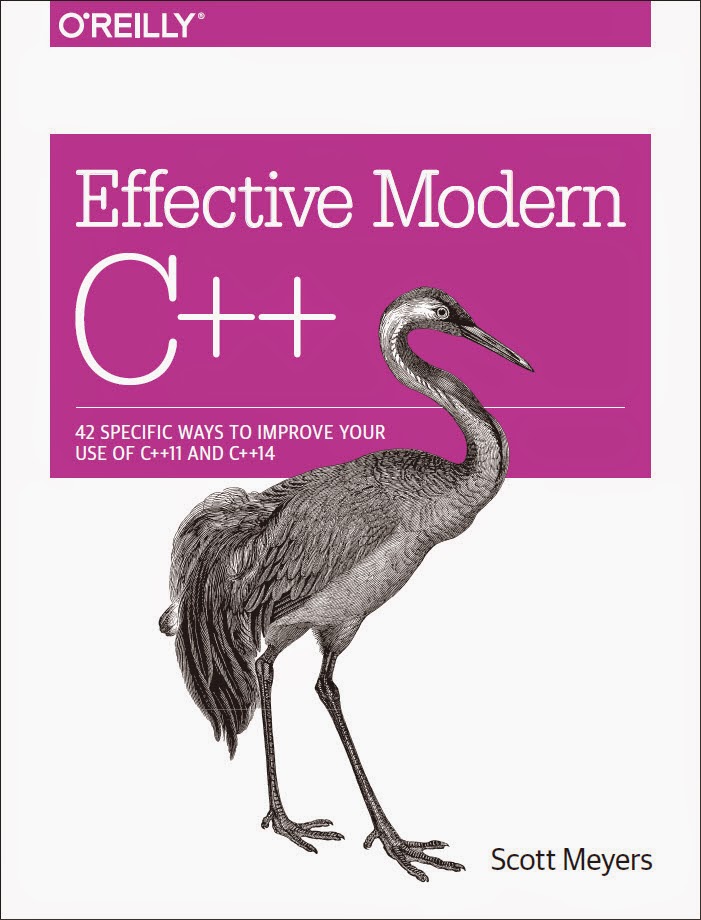 O'REILLY®
Effective Modern
C++
42 SPECIFIC WAYS TO IMPROVE YOUR
USE OF C++11 AND C++14
Scott Meyers